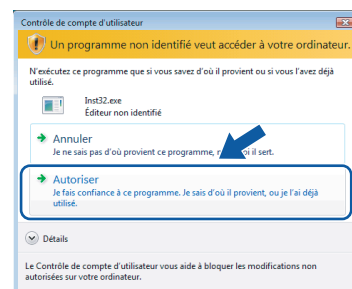 Contrôle de compte d'utilisateur
Un programme non identifié veut accéder à votre ordinateur.
N'exécutez ce programme que si vous savez d'où il provient ou si vous l'avez déjà
utilisé.
Inst32.exe
Éditeur non identifié
Annuler
Je ne sais pas d'où provient ce programme, il sert.
Autoriser
Je fais confiance à ce programme. Je sais d'où il provient, ou je l'ai déjà
utilisé.
Détails
Le Contrôle de compte d'utilisateur vous aide à bloquer les modifications non
autorisées sur votre ordinateur.